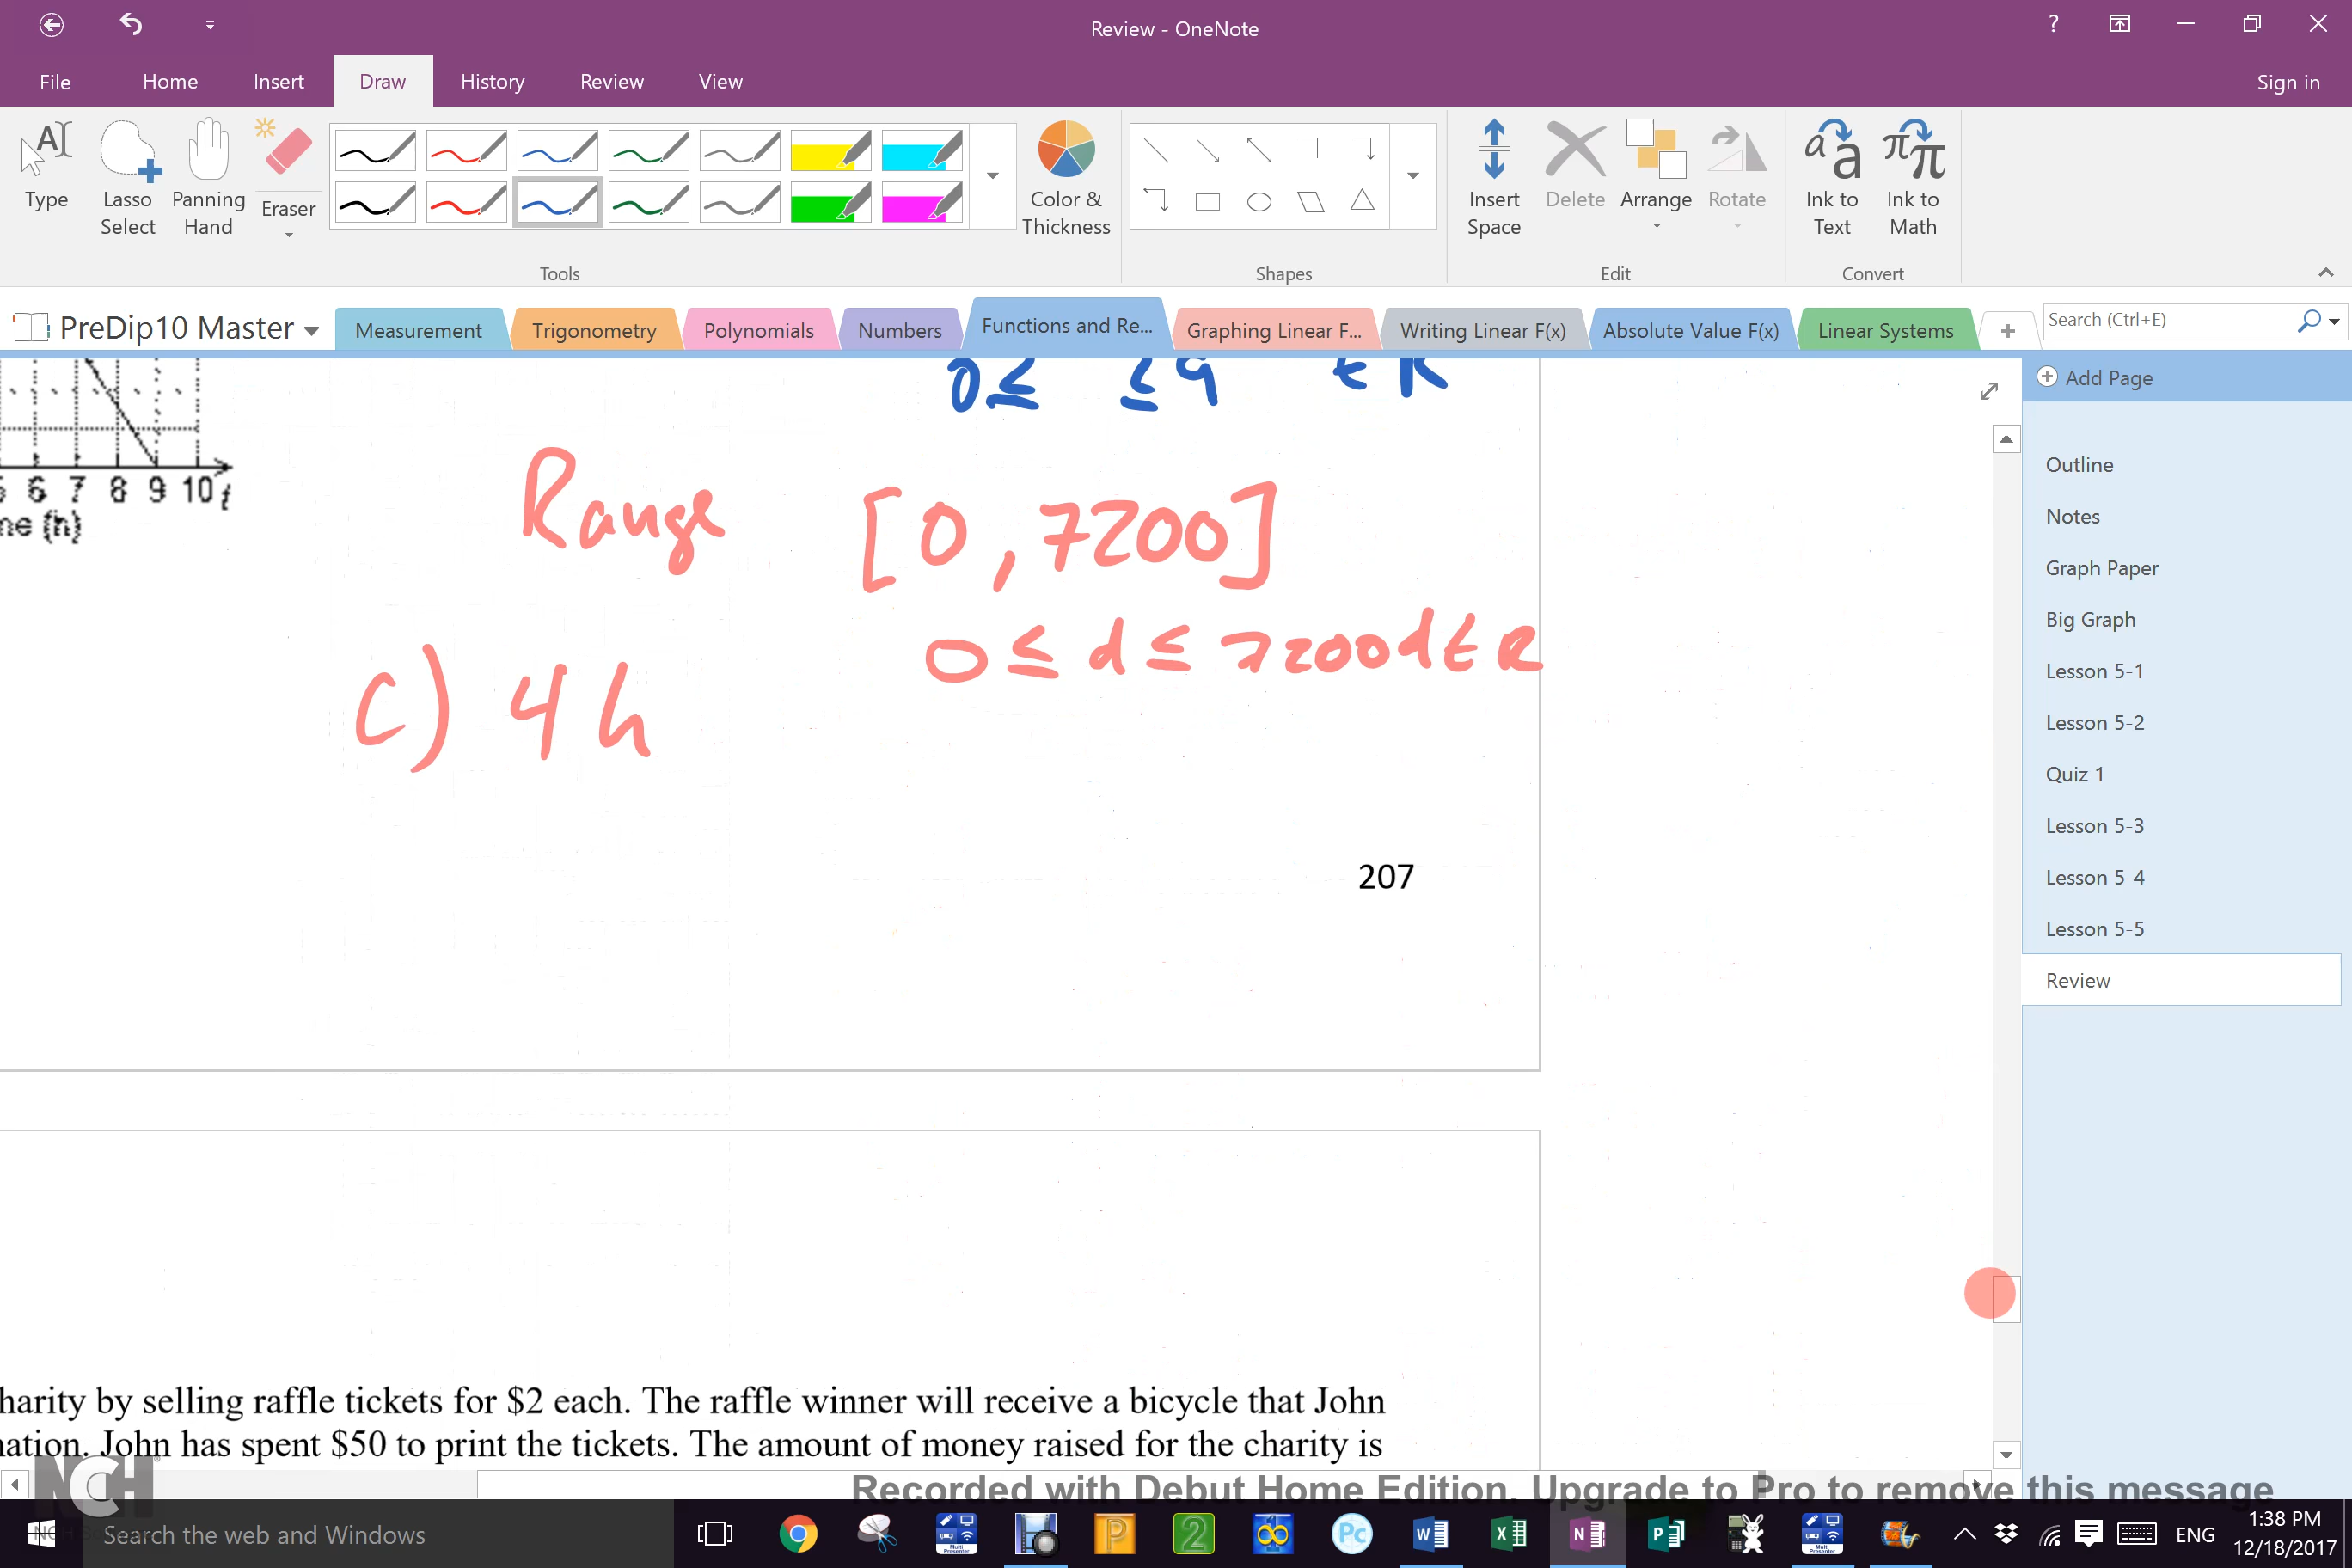 Review - OneNote
?
File Home Insert Draw History Review View Sign in
Type
Lasso Select
Panning Hand
Eraser
Color & Thickness
Insert Space
Delete
Arrange
Rotate
Ink to Text
Ink to Math
Tools Shapes Edit Convert
PreDip10 Master Measurement Trigonometry Polynomials Numbers Functions and Re... Graphing Linear F... Writing Linear F(x) Absolute Value F(x) Linear Systems + Search (Ctrl+E)
Add Page
Outline
Notes
Graph Paper
Big Graph
Lesson 5-1
Lesson 5-2
Quiz 1
Lesson 5-3
Lesson 5-4
Lesson 5-5
Review
0 ≤ ≤ 9 ∈ R
6 7 8 9 10 t
(h)
Range [0, 7200]
0 ≤ d ≤ 7200 d ∈ R
c) 4 h
207
harity by selling raffle tickets for $2 each. The raffle winner will receive a bicycle that John
nation. John has spent $50 to print the tickets. The amount of money raised for the charity is
NCH
Recorded with Debut Home Edition. Upgrade to Pro to remove this message
Search the web and Windows
ENG
1:38 PM
12/18/2017